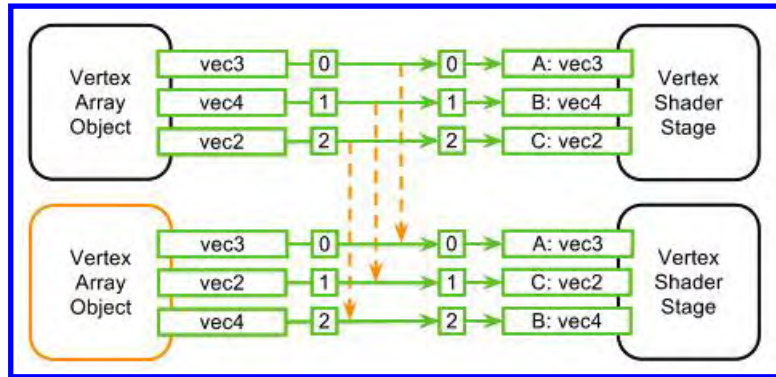 Vertex
Array
Object
vec3 0 0 A: vec3
vec4 1 1 B: vec4
vec2 2 2 C: vec2
Vertex
Shader
Stage
Vertex
Array
Object
vec3 0 0 A: vec3
vec2 1 1 C: vec2
vec4 2 2 B: vec4
Vertex
Shader
Stage